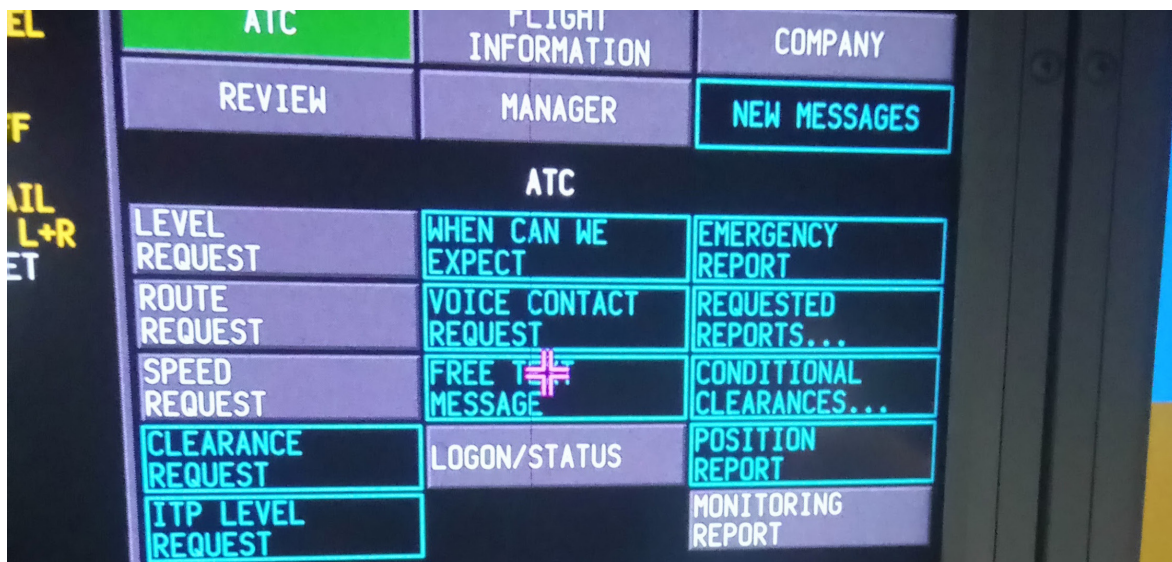 EL
ATC
FLIGHT
INFORMATION
COMPANY
REVIEW
MANAGER
NEW MESSAGES
ATC
L+R
LEVEL
REQUEST
WHEN CAN WE
EXPECT
EMERGENCY
REPORT
ROUTE
REQUEST
VOICE CONTACT
REQUEST
REQUESTED
REPORTS...
SPEED
REQUEST
FREE TEXT
MESSAGE
CONDITIONAL
CLEARANCES...
CLEARANCE
REQUEST
LOGON/STATUS
POSITION
REPORT
ITP LEVEL
REQUEST
MONITORING
REPORT